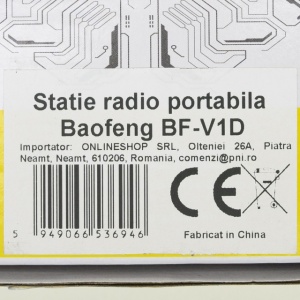 Statie radio portabila
Baofeng BF-V1D
Importator: ONLINESHOP SRL, Olteniei 26A, Piatra
Neamt, Neamt, 610206, Romania, comenzi@pni.ro
CE
5 949066 536946
Fabricat in China